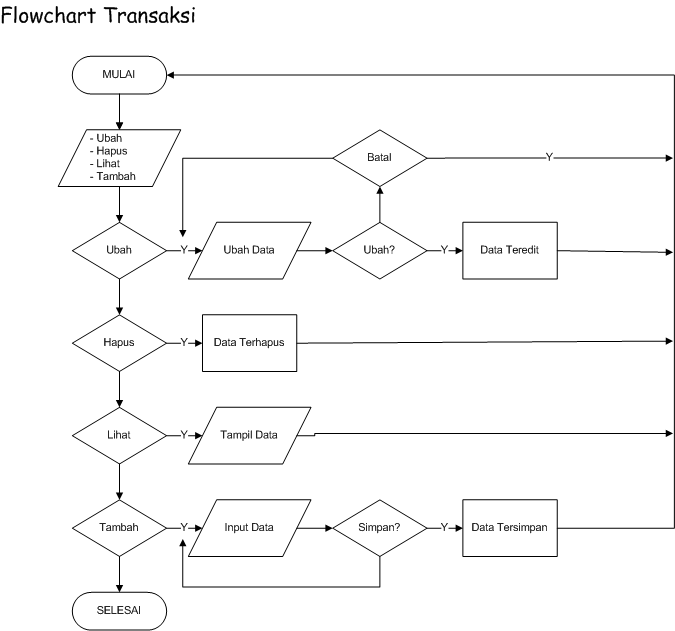 Flowchart Transaksi
MULAI
- Ubah
- Hapus
- Lihat
- Tambah
Batal
Y
Ubah
Y
Ubah Data
Ubah?
Y
Data Teredit
Hapus
Y
Data Terhapus
Lihat
Y
Tampil Data
Tambah
Y
Input Data
Simpan?
Y
Data Tersimpan
SELESAI